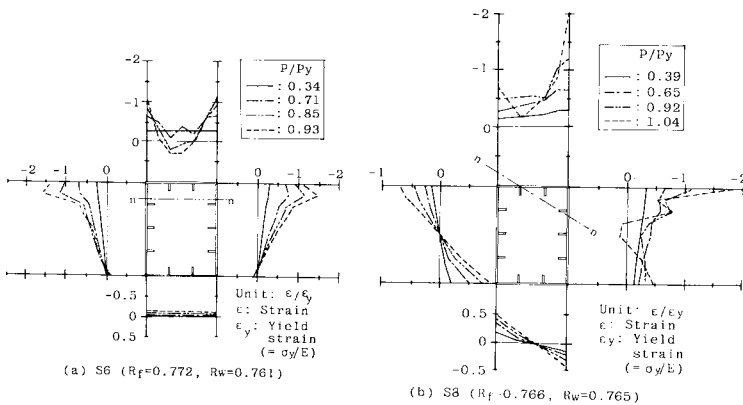 -2
-1
0
P/Py
: 0.34
: 0.71
: 0.85
: 0.93
-2 -1 0
0 -1 -2
n n
-0.5
0
0.5
Unit: ε/εy
ε: Strain
εy: Yield
strain
(= σy/E)
(a) S6 (Rf=0.772, Rw=0.761)
-2
-1
0
P/Py
: 0.39
: 0.65
: 0.92
: 1.04
-1 0
0 -1 -2
n
n
0.5
0
-0.5
Unit: ε/εy
ε: Strain
εy: Yield
strain
(= σy/E)
(b) S8 (Rf 0.766, Rw=0.765)